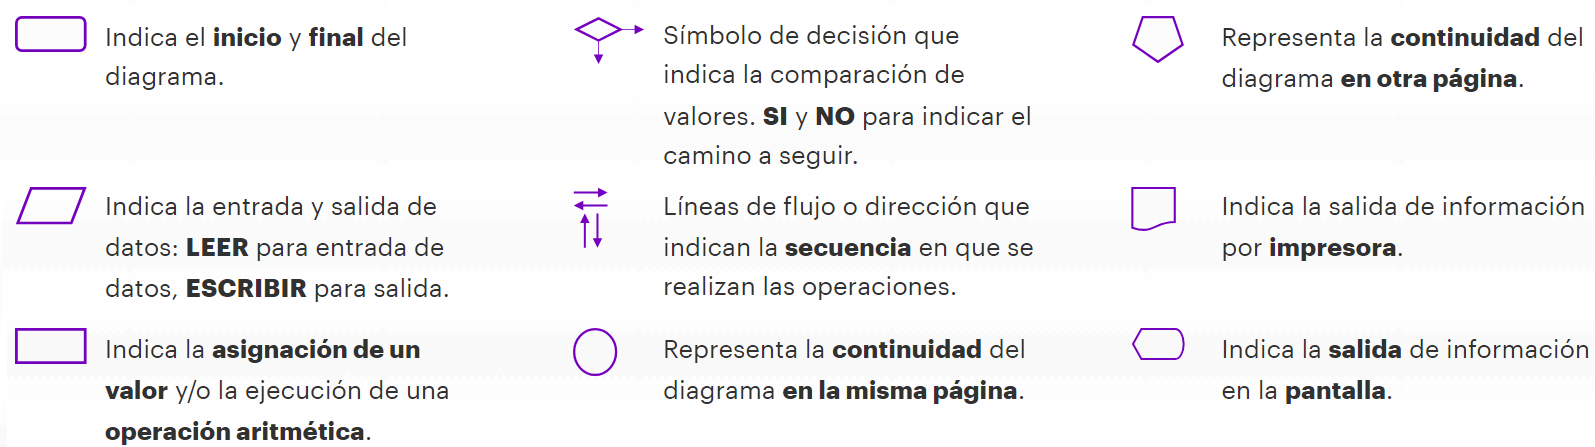 Indica el inicio y final del
diagrama.
Símbolo de decisión que
indica la comparación de
valores. SI y NO para indicar el
camino a seguir.
Representa la continuidad del
diagrama en otra página.
Indica la entrada y salida de
datos: LEER para entrada de
datos, ESCRIBIR para salida.
Líneas de flujo o dirección que
indican la secuencia en que se
realizan las operaciones.
Indica la salida de información
por impresora.
Indica la asignación de un
valor y/o la ejecución de una
operación aritmética.
Representa la continuidad del
diagrama en la misma página.
Indica la salida de información
en la pantalla.